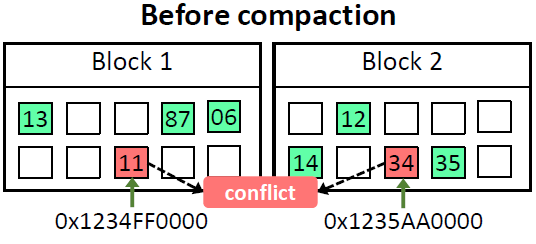 Before compaction
Block 1
Block 2
13 87 06
12
11
14 34 35
conflict
0x1234FF0000
0x1235AA0000